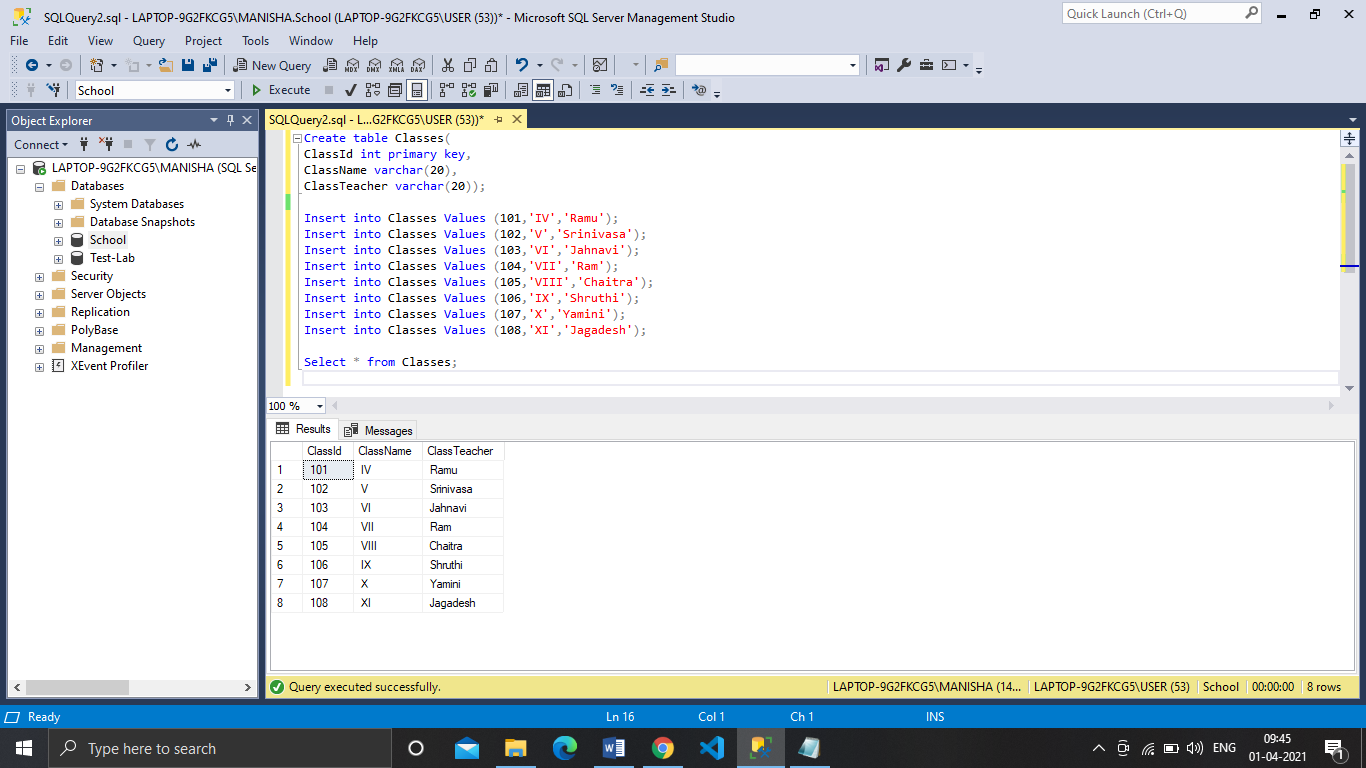 SQLQuery2.sql - LAPTOP-9G2FKCG5\MANISHA.School (LAPTOP-9G2FKCG5\USER (53))* - Microsoft SQL Server Management Studio
Quick Launch (Ctrl+Q)
File Edit View Query Project Tools Window Help
New Query MDX DMX XMLA DAX
School Execute
Object Explorer
Connect
LAPTOP-9G2FKCG5\MANISHA (SQL Se
Databases
System Databases
Database Snapshots
School
Test-Lab
Security
Server Objects
Replication
PolyBase
Management
XEvent Profiler
SQLQuery2.sql - L...G2FKCG5\USER (53))*
Create table Classes(
ClassId int primary key,
ClassName varchar(20),
ClassTeacher varchar(20));
Insert into Classes Values (101,'IV','Ramu');
Insert into Classes Values (102,'V','Srinivasa');
Insert into Classes Values (103,'VI','Jahnavi');
Insert into Classes Values (104,'VII','Ram');
Insert into Classes Values (105,'VIII','Chaitra');
Insert into Classes Values (106,'IX','Shruthi');
Insert into Classes Values (107,'X','Yamini');
Insert into Classes Values (108,'XI','Jagadesh');
Select * from Classes;
100 %
Results Messages
ClassId ClassName ClassTeacher
1 101 IV Ramu
2 102 V Srinivasa
3 103 VI Jahnavi
4 104 VII Ram
5 105 VIII Chaitra
6 106 IX Shruthi
7 107 X Yamini
8 108 XI Jagadesh
Query executed successfully. LAPTOP-9G2FKCG5\MANISHA (14... LAPTOP-9G2FKCG5\USER (53) School 00:00:00 8 rows
Ready Ln 16 Col 1 Ch 1 INS
Type here to search
ENG
09:45
01-04-2021
1